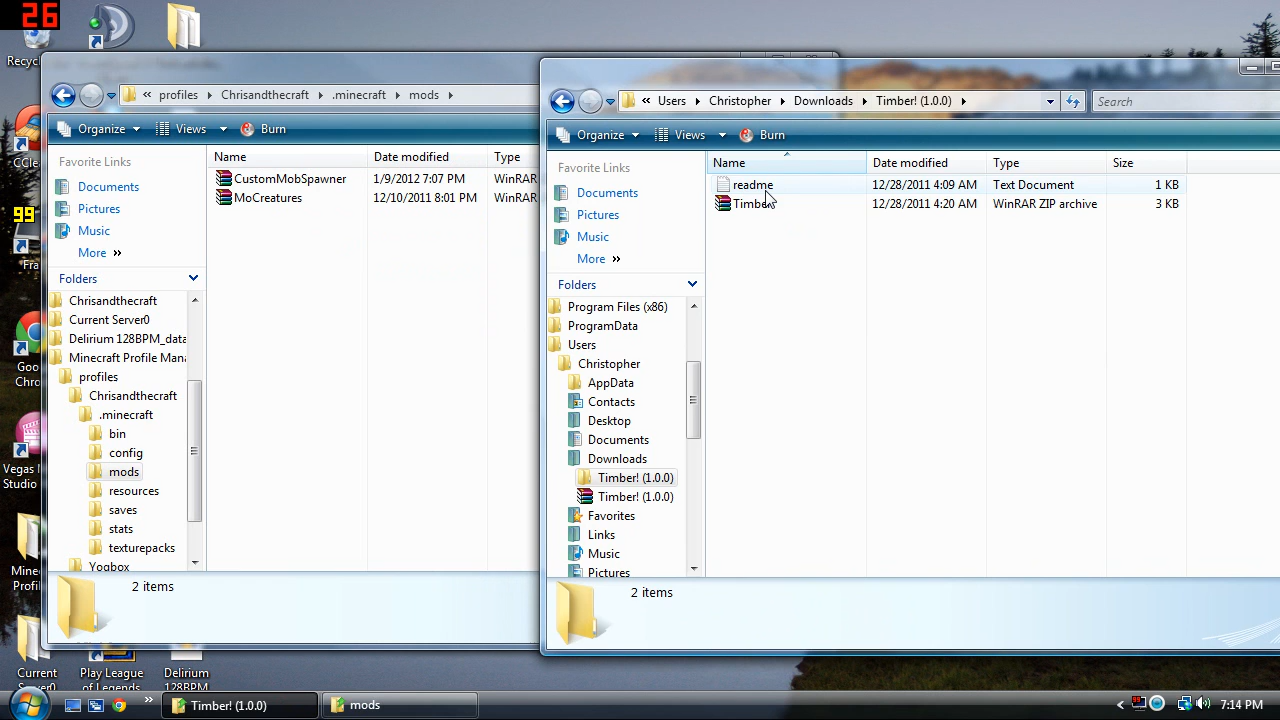 26
Recyc
CCle
99
Fra
Goo
Chro
Vegas M
Studio
Mine
Profil
Current
Server0
Play League
of Legends
Delirium
128BPM
« profiles Chrisandthecraft .minecraft mods
Organize Views Burn
Favorite Links
Documents
Pictures
Music
More »
Folders
Chrisandthecraft
Current Server0
Delirium 128BPM_data
Minecraft Profile Mana
profiles
Chrisandthecraft
.minecraft
bin
config
mods
resources
saves
stats
texturepacks
Yogbox
Name Date modified Type
CustomMobSpawner 1/9/2012 7:07 PM WinRAR
MoCreatures 12/10/2011 8:01 PM WinRAR
2 items
« Users Christopher Downloads Timber! (1.0.0)
Search
Organize Views Burn
Favorite Links
Documents
Pictures
Music
More »
Folders
Program Files (x86)
ProgramData
Users
Christopher
AppData
Contacts
Desktop
Documents
Downloads
Timber! (1.0.0)
Timber! (1.0.0)
Favorites
Links
Music
Pictures
Name Date modified Type Size
readme 12/28/2011 4:09 AM Text Document 1 KB
Timber 12/28/2011 4:20 AM WinRAR ZIP archive 3 KB
2 items
» Timber! (1.0.0) mods
7:14 PM